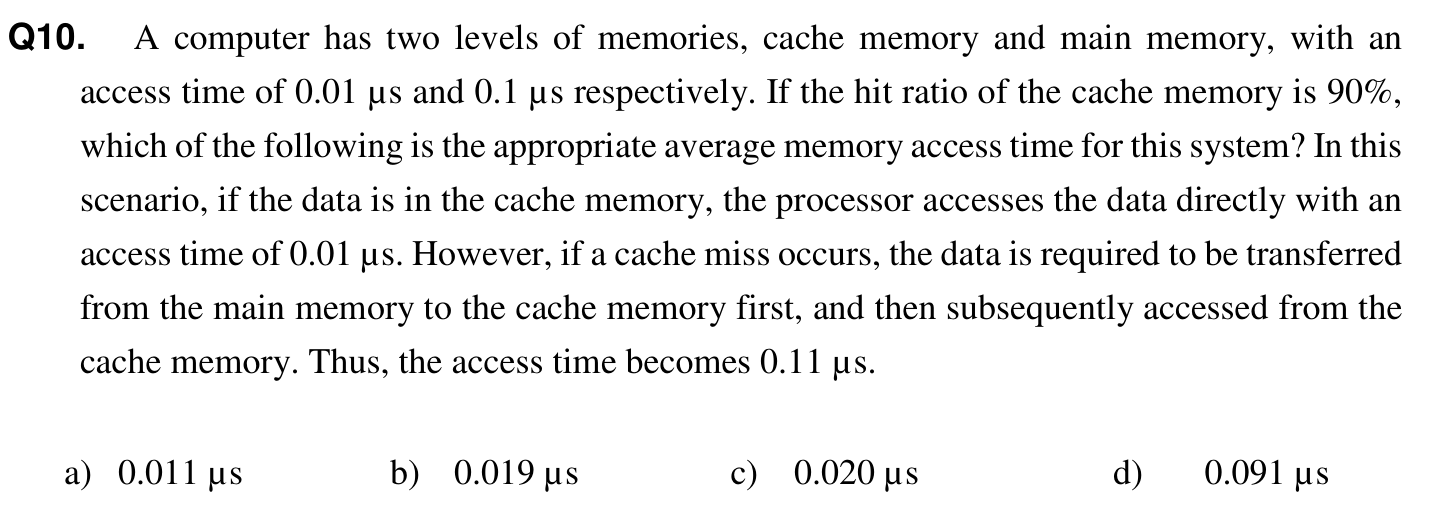 Q10. A computer has two levels of memories, cache memory and main memory, with an
access time of 0.01 μs and 0.1 μs respectively. If the hit ratio of the cache memory is 90%,
which of the following is the appropriate average memory access time for this system? In this
scenario, if the data is in the cache memory, the processor accesses the data directly with an
access time of 0.01 μs. However, if a cache miss occurs, the data is required to be transferred
from the main memory to the cache memory first, and then subsequently accessed from the
cache memory. Thus, the access time becomes 0.11 μs.
a) 0.011 μs b) 0.019 μs c) 0.020 μs d) 0.091 μs